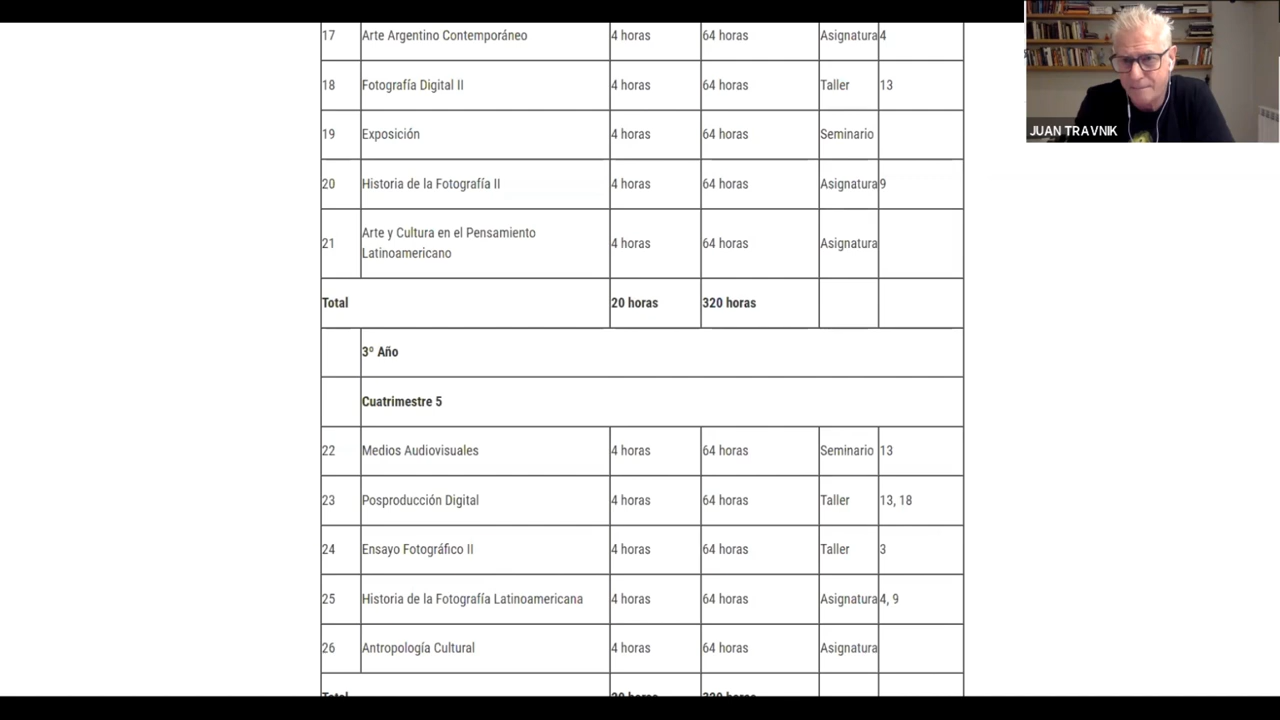 17 Arte Argentino Contemporáneo 4 horas 64 horas Asignatura 4
18 Fotografía Digital II 4 horas 64 horas Taller 13
19 Exposición 4 horas 64 horas Seminario
20 Historia de la Fotografía II 4 horas 64 horas Asignatura 9
21 Arte y Cultura en el Pensamiento
Latinoamericano 4 horas 64 horas Asignatura
Total 20 horas 320 horas
3º Año
Cuatrimestre 5
22 Medios Audiovisuales 4 horas 64 horas Seminario 13
23 Posproducción Digital 4 horas 64 horas Taller 13, 18
24 Ensayo Fotográfico II 4 horas 64 horas Taller 3
25 Historia de la Fotografía Latinoamericana 4 horas 64 horas Asignatura 4, 9
26 Antropología Cultural 4 horas 64 horas Asignatura
Total 20 horas 320 horas
JUAN TRAVNIK